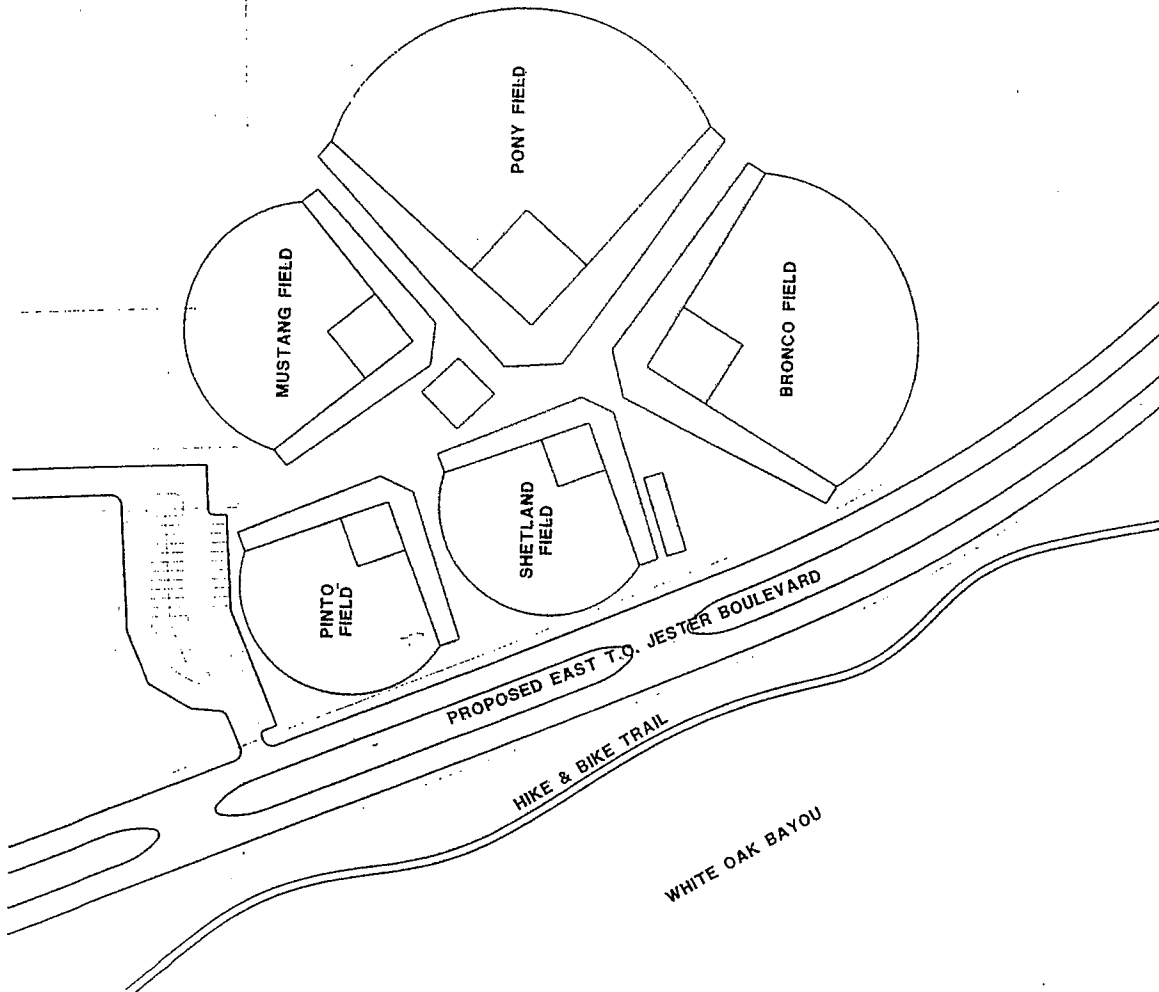 PONY FIELD
MUSTANG FIELD
BRONCO FIELD
SHETLAND
FIELD
PINTO
FIELD
PROPOSED EAST T.C. JESTER BOULEVARD
HIKE & BIKE TRAIL
WHITE OAK BAYOU